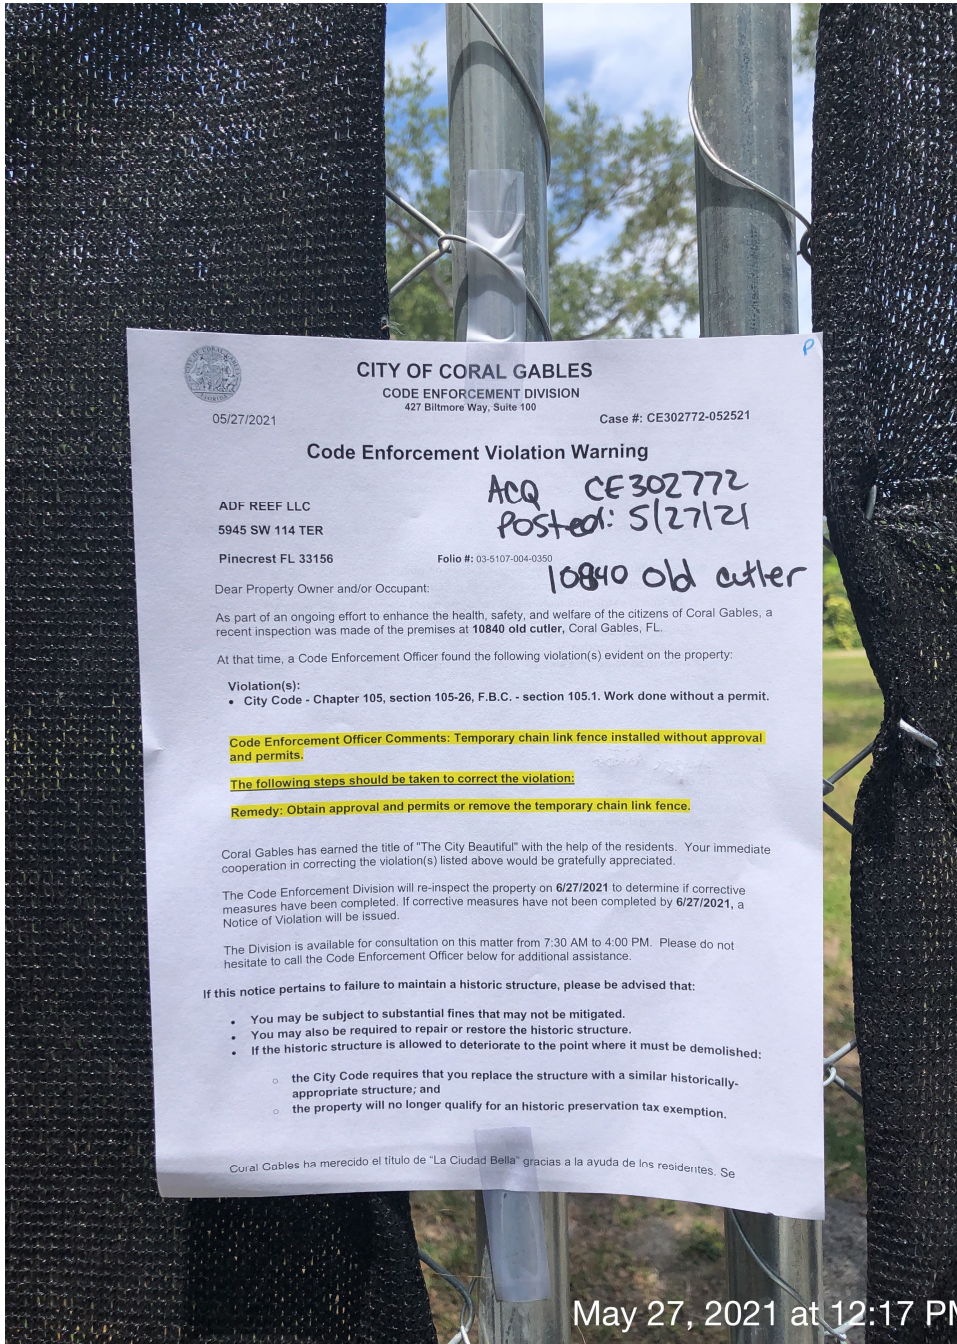 P
CITY OF CORAL GABLES
CODE ENFORCEMENT DIVISION
427 Biltmore Way, Suite 100
05/27/2021
Case #: CE302772-052521
Code Enforcement Violation Warning
ACQ CE302772
Posted: 5/27/21
ADF REEF LLC
5945 SW 114 TER
Pinecrest FL 33156
Folio #: 03-5107-004-0350
10840 old cutler
Dear Property Owner and/or Occupant:
As part of an ongoing effort to enhance the health, safety, and welfare of the citizens of Coral Gables, a
recent inspection was made of the premises at 10840 old cutler, Coral Gables, FL.
At that time, a Code Enforcement Officer found the following violation(s) evident on the property:
Violation(s):
• City Code - Chapter 105, section 105-26, F.B.C. - section 105.1. Work done without a permit.
Code Enforcement Officer Comments: Temporary chain link fence installed without approval
and permits.
The following steps should be taken to correct the violation:
Remedy: Obtain approval and permits or remove the temporary chain link fence.
Coral Gables has earned the title of "The City Beautiful" with the help of the residents. Your immediate
cooperation in correcting the violation(s) listed above would be gratefully appreciated.
The Code Enforcement Division will re-inspect the property on 6/27/2021 to determine if corrective
measures have been completed. If corrective measures have not been completed by 6/27/2021, a
Notice of Violation will be issued.
The Division is available for consultation on this matter from 7:30 AM to 4:00 PM. Please do not
hesitate to call the Code Enforcement Officer below for additional assistance.
If this notice pertains to failure to maintain a historic structure, please be advised that:
• You may be subject to substantial fines that may not be mitigated.
• You may also be required to repair or restore the historic structure.
• If the historic structure is allowed to deteriorate to the point where it must be demolished:
○ the City Code requires that you replace the structure with a similar historically-
appropriate structure; and
○ the property will no longer qualify for an historic preservation tax exemption.
Coral Gables ha merecido el título de "La Ciudad Bella" gracias a la ayuda de los residentes. Se
May 27, 2021 at 12:17 PM